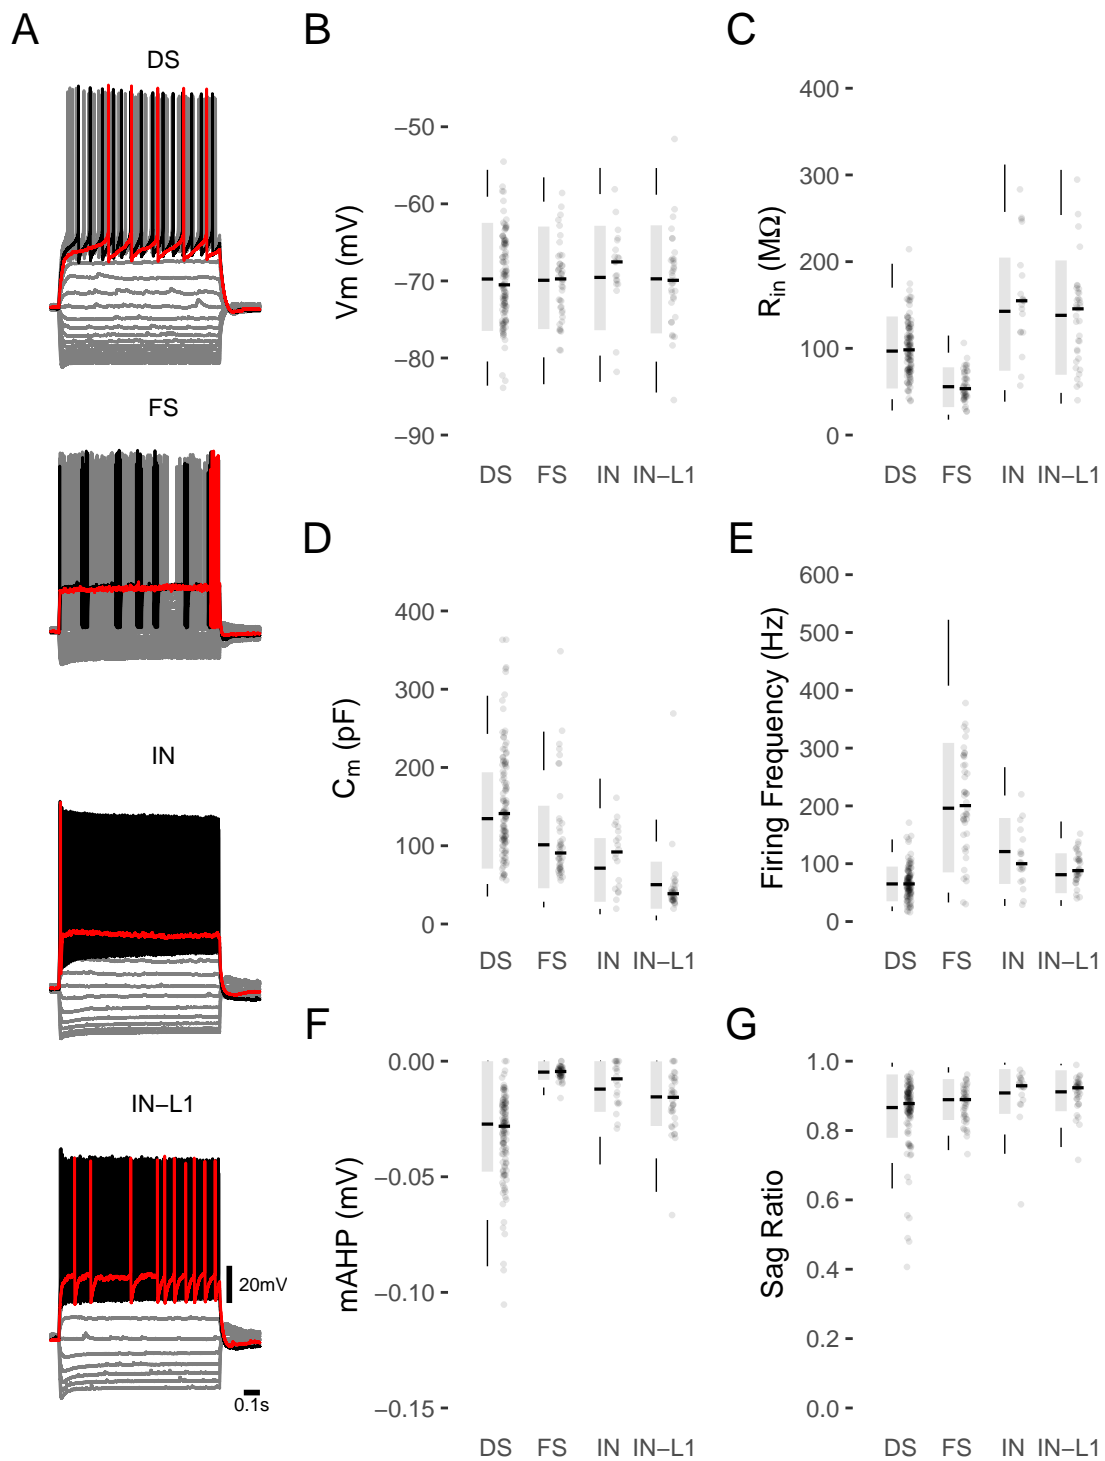 A
DS
FS
IN
IN−L1
20mV
0.1s
B
Vm (mV)
−50
−60
−70
−80
−90
DS FS IN IN−L1
C
Rin (MΩ)
400
300
200
100
0
DS FS IN IN−L1
D
Cm (pF)
400
300
200
100
0
DS FS IN IN−L1
E
Firing Frequency (Hz)
600
500
400
300
200
100
0
DS FS IN IN−L1
F
mAHP (mV)
0.00
−0.05
−0.10
−0.15
DS FS IN IN−L1
G
Sag Ratio
1.0
0.8
0.6
0.4
0.2
0.0
DS FS IN IN−L1